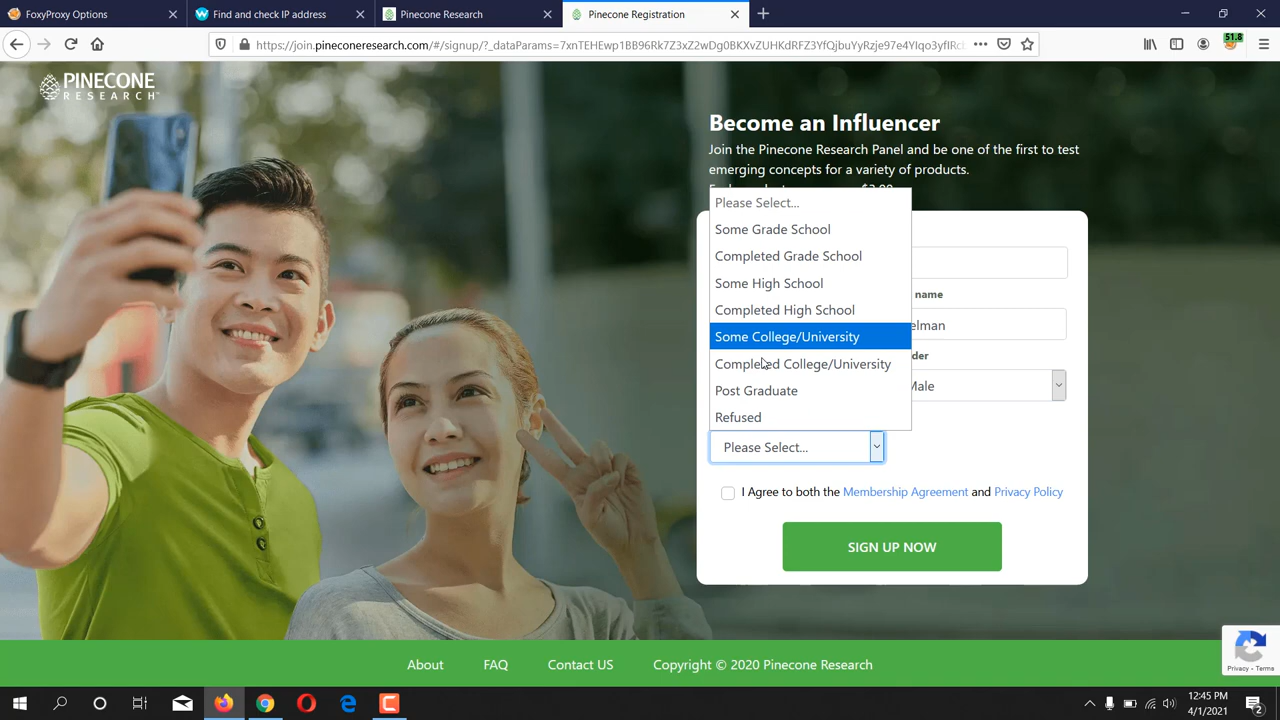 FoxyProxy Options
Find and check IP address
Pinecone Research
Pinecone Registration
https://join.pineconeresearch.com/#/signup/?_dataParams=
51.8
PINECONE
RESEARCH
Become an Influencer
Join the Pinecone Research Panel and be one of the first to test
emerging concepts for a variety of products.
$3.00
Please Select...
Some Grade School
Completed Grade School
Some High School
Completed High School
Some College/University
Completed College/University
Post Graduate
Refused
name
elman
der
Male
Please Select...
I Agree to both the Membership Agreement and Privacy Policy
SIGN UP NOW
About
FAQ
Contact US
Copyright © 2020 Pinecone Research
Privacy - Terms
12:45 PM
4/1/2021
2